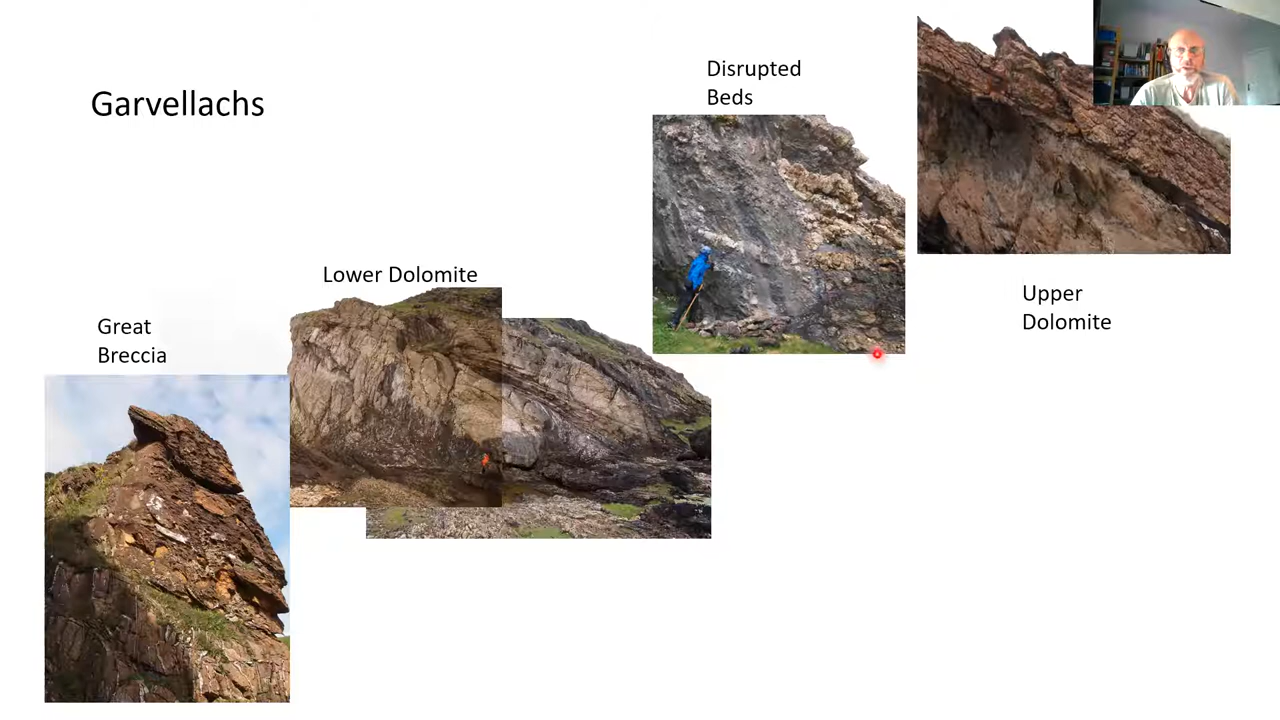 Garvellachs
Disrupted
Beds
Lower Dolomite
Great
Breccia
Upper
Dolomite